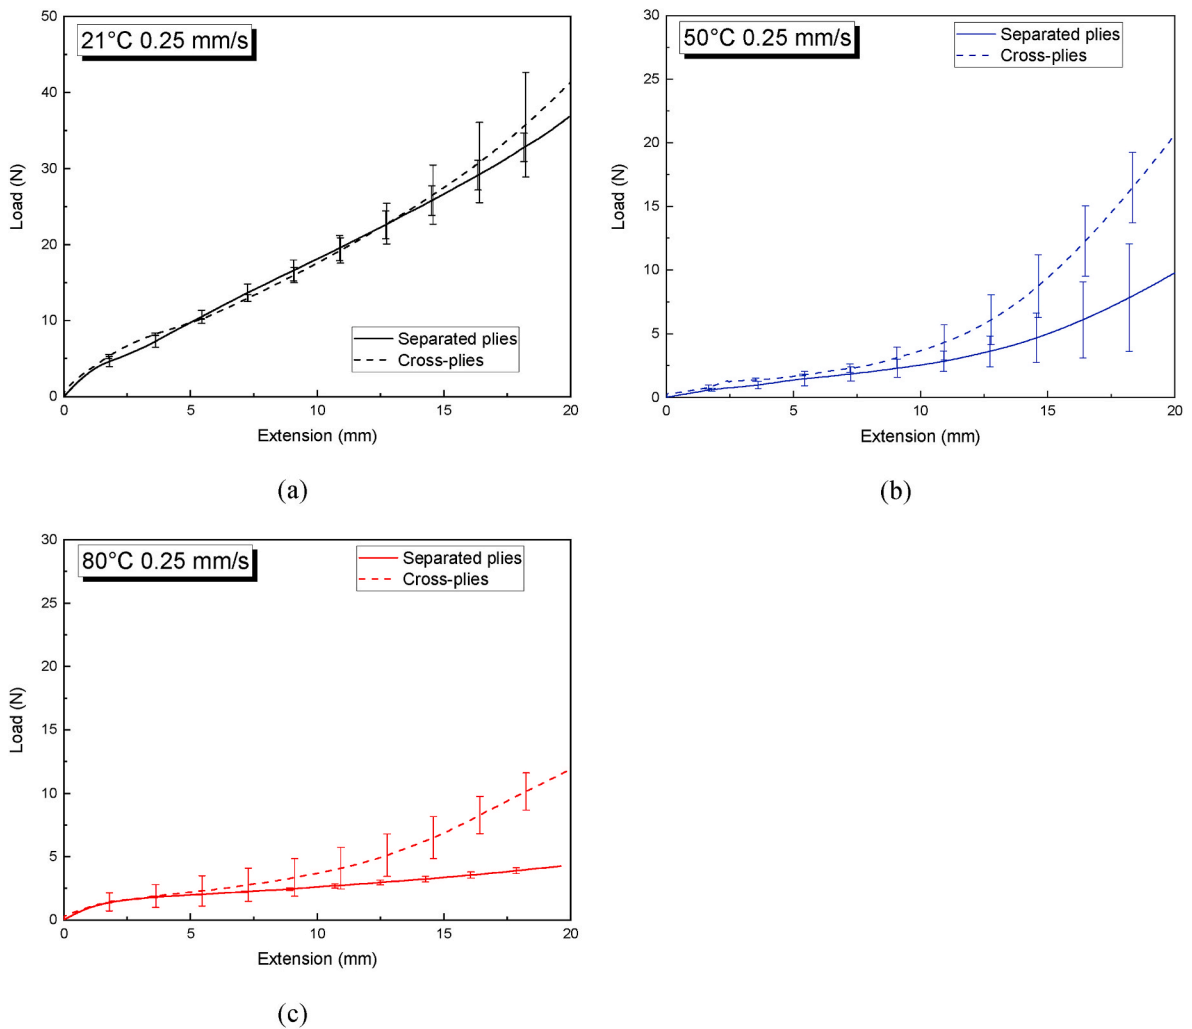 21°C 0.25 mm/s
50
40
30
20
10
0
Load (N)
Separated plies
Cross-plies
0 5 10 15 20
Extension (mm)
(a)
50°C 0.25 mm/s
Separated plies
Cross-plies
30
25
20
15
10
5
0
Load (N)
0 5 10 15 20
Extension (mm)
(b)
80°C 0.25 mm/s
Separated plies
Cross-plies
30
25
20
15
10
5
0
Load (N)
0 5 10 15 20
Extension (mm)
(c)